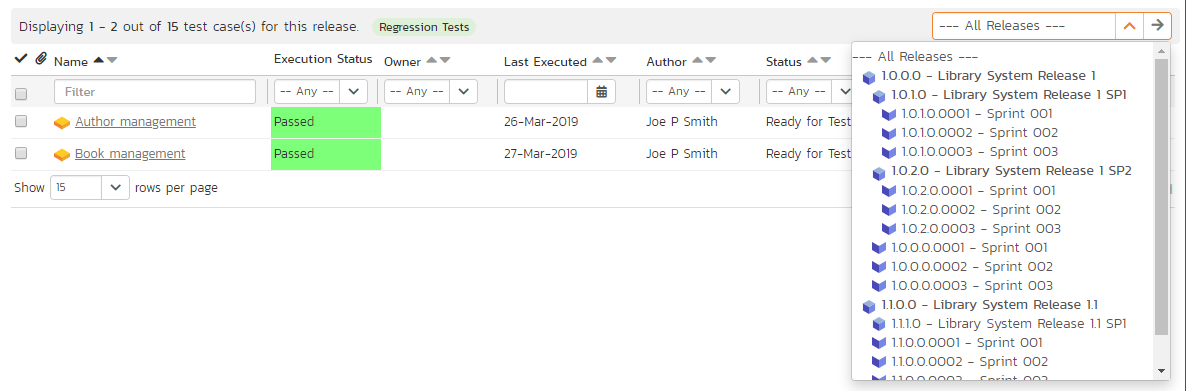 Displaying 1 - 2 out of 15 test case(s) for this release. Regression Tests --- All Releases ---
Name Execution Status Owner Last Executed Author Status
Filter -- Any -- -- Any -- -- Any -- -- Any --
Author management Passed 26-Mar-2019 Joe P Smith Ready for Test
Book management Passed 27-Mar-2019 Joe P Smith Ready for Test
Show 15 rows per page
--- All Releases ---
1.0.0.0 - Library System Release 1
1.0.1.0 - Library System Release 1 SP1
1.0.1.0.0001 - Sprint 001
1.0.1.0.0002 - Sprint 002
1.0.1.0.0003 - Sprint 003
1.0.2.0 - Library System Release 1 SP2
1.0.2.0.0001 - Sprint 001
1.0.2.0.0002 - Sprint 002
1.0.2.0.0003 - Sprint 003
1.0.0.0.0001 - Sprint 001
1.0.0.0.0002 - Sprint 002
1.0.0.0.0003 - Sprint 003
1.1.0.0 - Library System Release 1.1
1.1.1.0 - Library System Release 1.1 SP1
1.1.0.0.0001 - Sprint 001
1.1.0.0.0002 - Sprint 002
1.1.0.0.0003 - Sprint 003